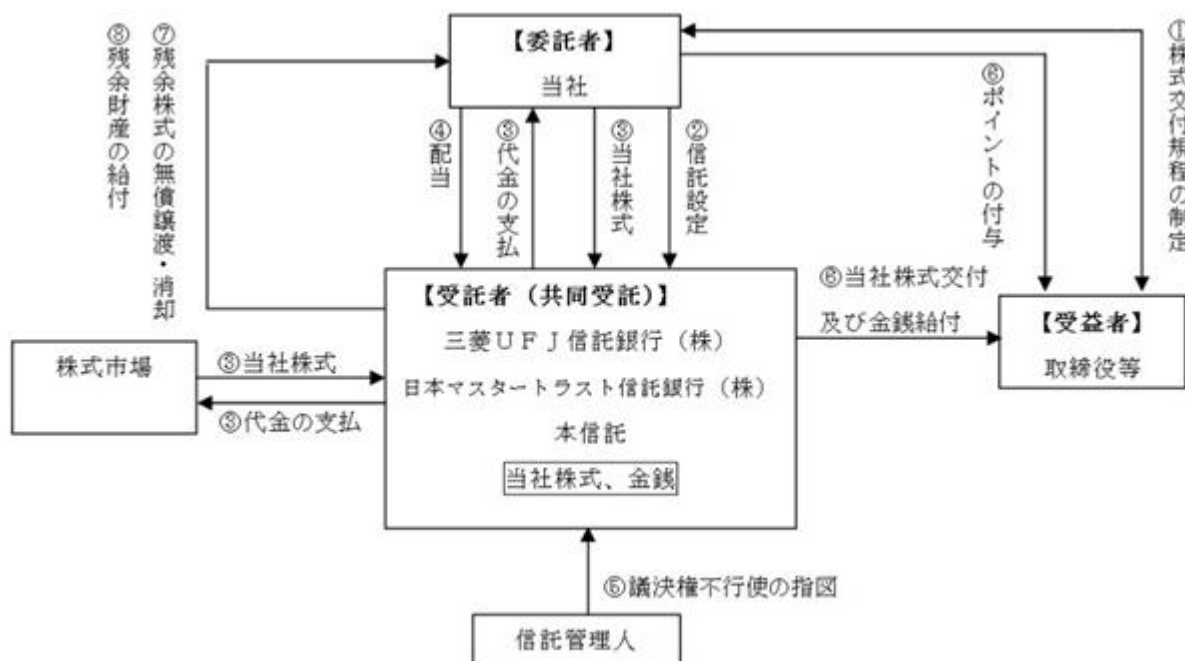 ⑧残余財産の給付
⑦残余株式の無償譲渡・消却
【委託者】
当社
④配当
③代金の支払
③当社株式
②信託設定
⑥ポイントの付与
①株式交付規程の制定
【受託者（共同受託）】
三菱ＵＦＪ信託銀行（株）
日本マスタートラスト信託銀行（株）
本信託
当社株式、金銭
⑥当社株式交付
及び金銭給付
【受益者】
取締役等
株式市場
③当社株式
③代金の支払
⑤議決権不行使の指図
信託管理人